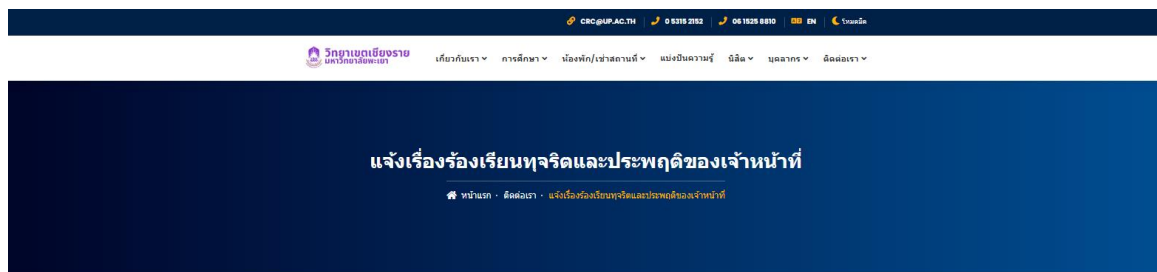 CRC@UP.AC.TH 0 5315 2152 06 1525 8810 EN โหมดมืด
วิทยาเขตเชียงราย
มหาวิทยาลัยพะเยา
เกี่ยวกับเรา การศึกษา ห้องพัก/เช่าสถานที่ แบ่งปันความรู้ นิสิต บุคลากร ติดต่อเรา
แจ้งเรื่องร้องเรียนทุจริตและประพฤติของเจ้าหน้าที่
หน้าแรก · ติดต่อเรา · แจ้งเรื่องร้องเรียนทุจริตและประพฤติของเจ้าหน้าที่